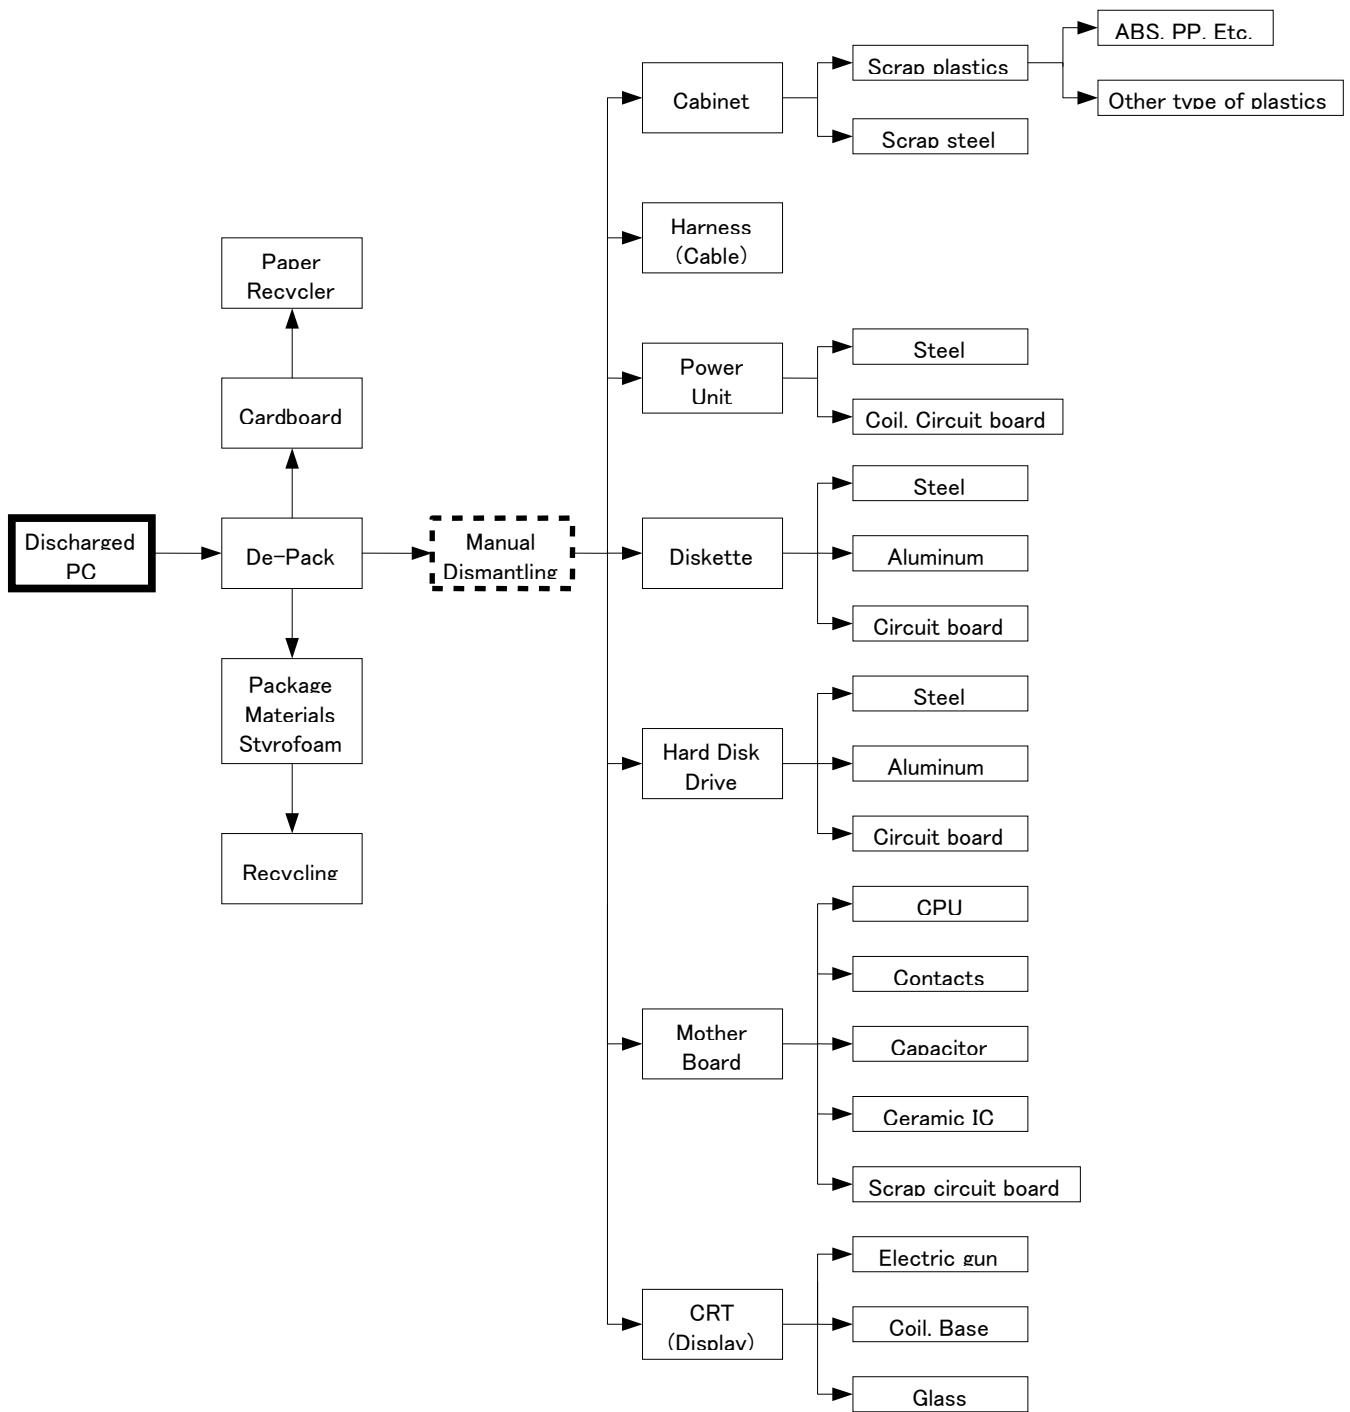 ABS. PP. Etc.
Scrap plastics
Cabinet
Other type of plastics
Scrap steel
Harness
(Cable)
Paper
Recycler
Steel
Power
Unit
Cardboard
Coil. Circuit board
Steel
Discharged
PC
De-Pack
Manual
Dismantling
Diskette
Aluminum
Circuit board
Package
Materials
Styrofoam
Steel
Hard Disk
Drive
Aluminum
Circuit board
Recycling
CPU
Contacts
Mother
Board
Capacitor
Ceramic IC
Scrap circuit board
Electric gun
CRT
(Display)
Coil. Base
Glass